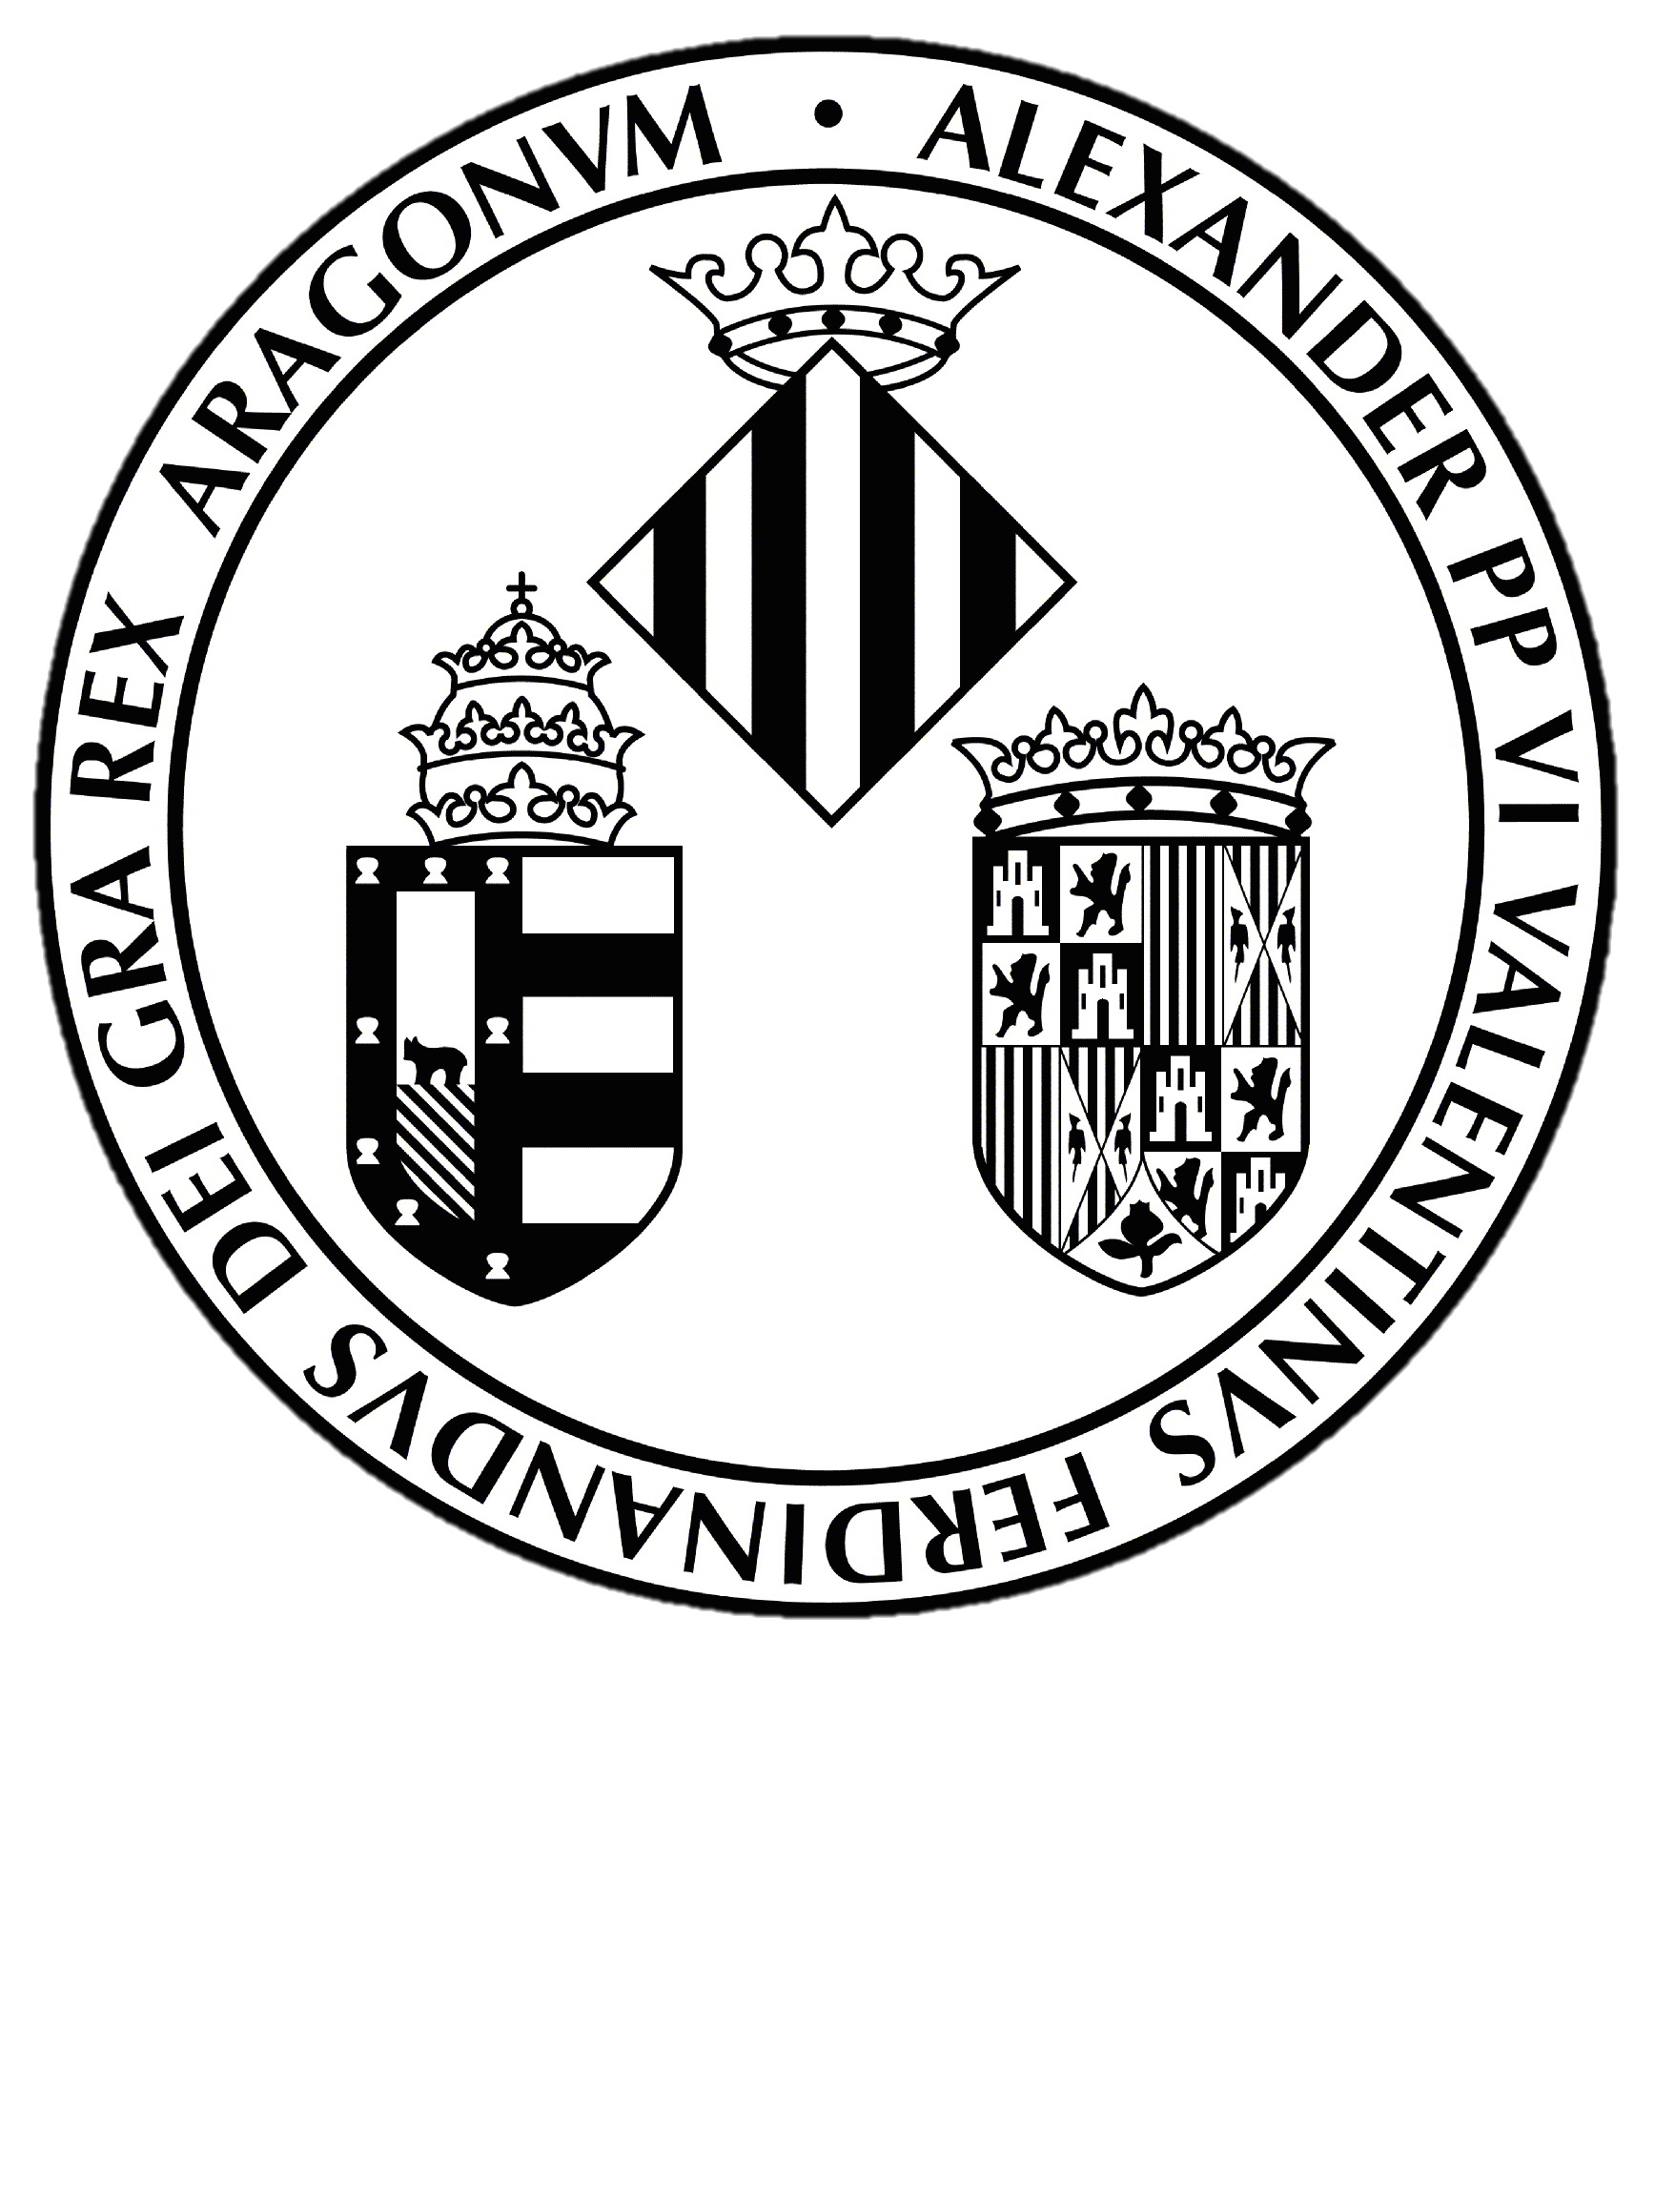 • ALEXANDER PP VI VALENTINVS FERDINANDVS DEI GRA REX ARAGONVM